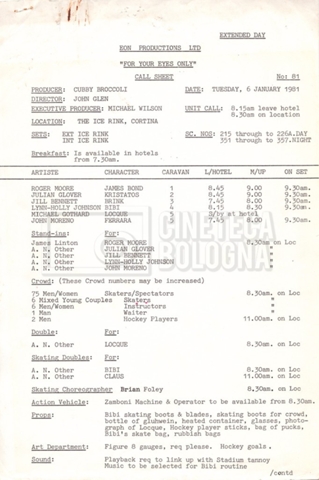 EXTENDED DAY
EON PRODUCTIONS LTD
"FOR YOUR EYES ONLY"
CALL SHEET No: 81
PRODUCER: CUBBY BROCCOLI DATE: TUESDAY, 6 JANUARY 1981
DIRECTOR: JOHN GLEN
EXECUTIVE PRODUCER: MICHAEL WILSON UNIT CALL: 8.15am leave hotel
8.30am on location
LOCATION: THE ICE RINK, CORTINA
SETS: EXT ICE RINK SC. NOS: 215 through to 226A.DAY
INT ICE RINK 351 through to 357.NIGHT
Breakfast: Is available in hotels
from 7.30am.
ARTISTE CHARACTER CARAVAN L/HOTEL M/UP ON SET
ROGER MOORE JAMES BOND 1 8.45 9.00 9.30am.
JULIAN GLOVER KRISTATOS 2 8.45 9.00 9.30am.
JILL BENNETT BRINK 3 7.45 8.00 9.30am.
LYNN-HOLLY JOHNSON BIBI 4 8.15 8.30 9.30am.
MICHAEL GOTHARD LOCQUE 5 S/by at hotel
JOHN MORENO FERRARA 5 7.45 8.00 9.30am.
Stand-ins: For:
James Linton ROGER MOORE 8.30am on Loc
A. N. Other JULIAN GLOVER "
A. N. Other JILL BENNETT "
A. N. Other LYNN-HOLLY JOHNSON "
A. N. Other JOHN MORENO "
Crowd: (These Crowd numbers may be increased)
75 Men/Women Skaters/Spectators 8.30am. on Loc
6 Mixed Young Couples Skaters "
6 Men/Women Instructors "
1 Man Waiter "
2 Men Hockey Players 11.00am. on Loc
Double: For:
A. N. Other LOCQUE 8.30am. on Loc
Skating Doubles: For:
A. N. Other BIBI 8.30am. on Loc
A. N. Other CLAUS 11.00am. on Loc
Skating Choreographer Brian Foley 8.30am. on Loc
Action Vehicle: Zamboni Machine & Operator to be available from 8.30am.
Props: Bibi skating boots & blades, skating boots for crowd,
bottle of gluhwein, heated container, glasses, photo-
graph of Locque, Hockey player sticks, bag of pucks,
Bibi's skate bag, rubbish bags
Art Department: Figure 8 gauges, req please. Hockey goals.
Sound: Playback req to link up with Stadium tannoy
Music to be selected for Bibi routine
/contd
CINETECA
BOLOGNA